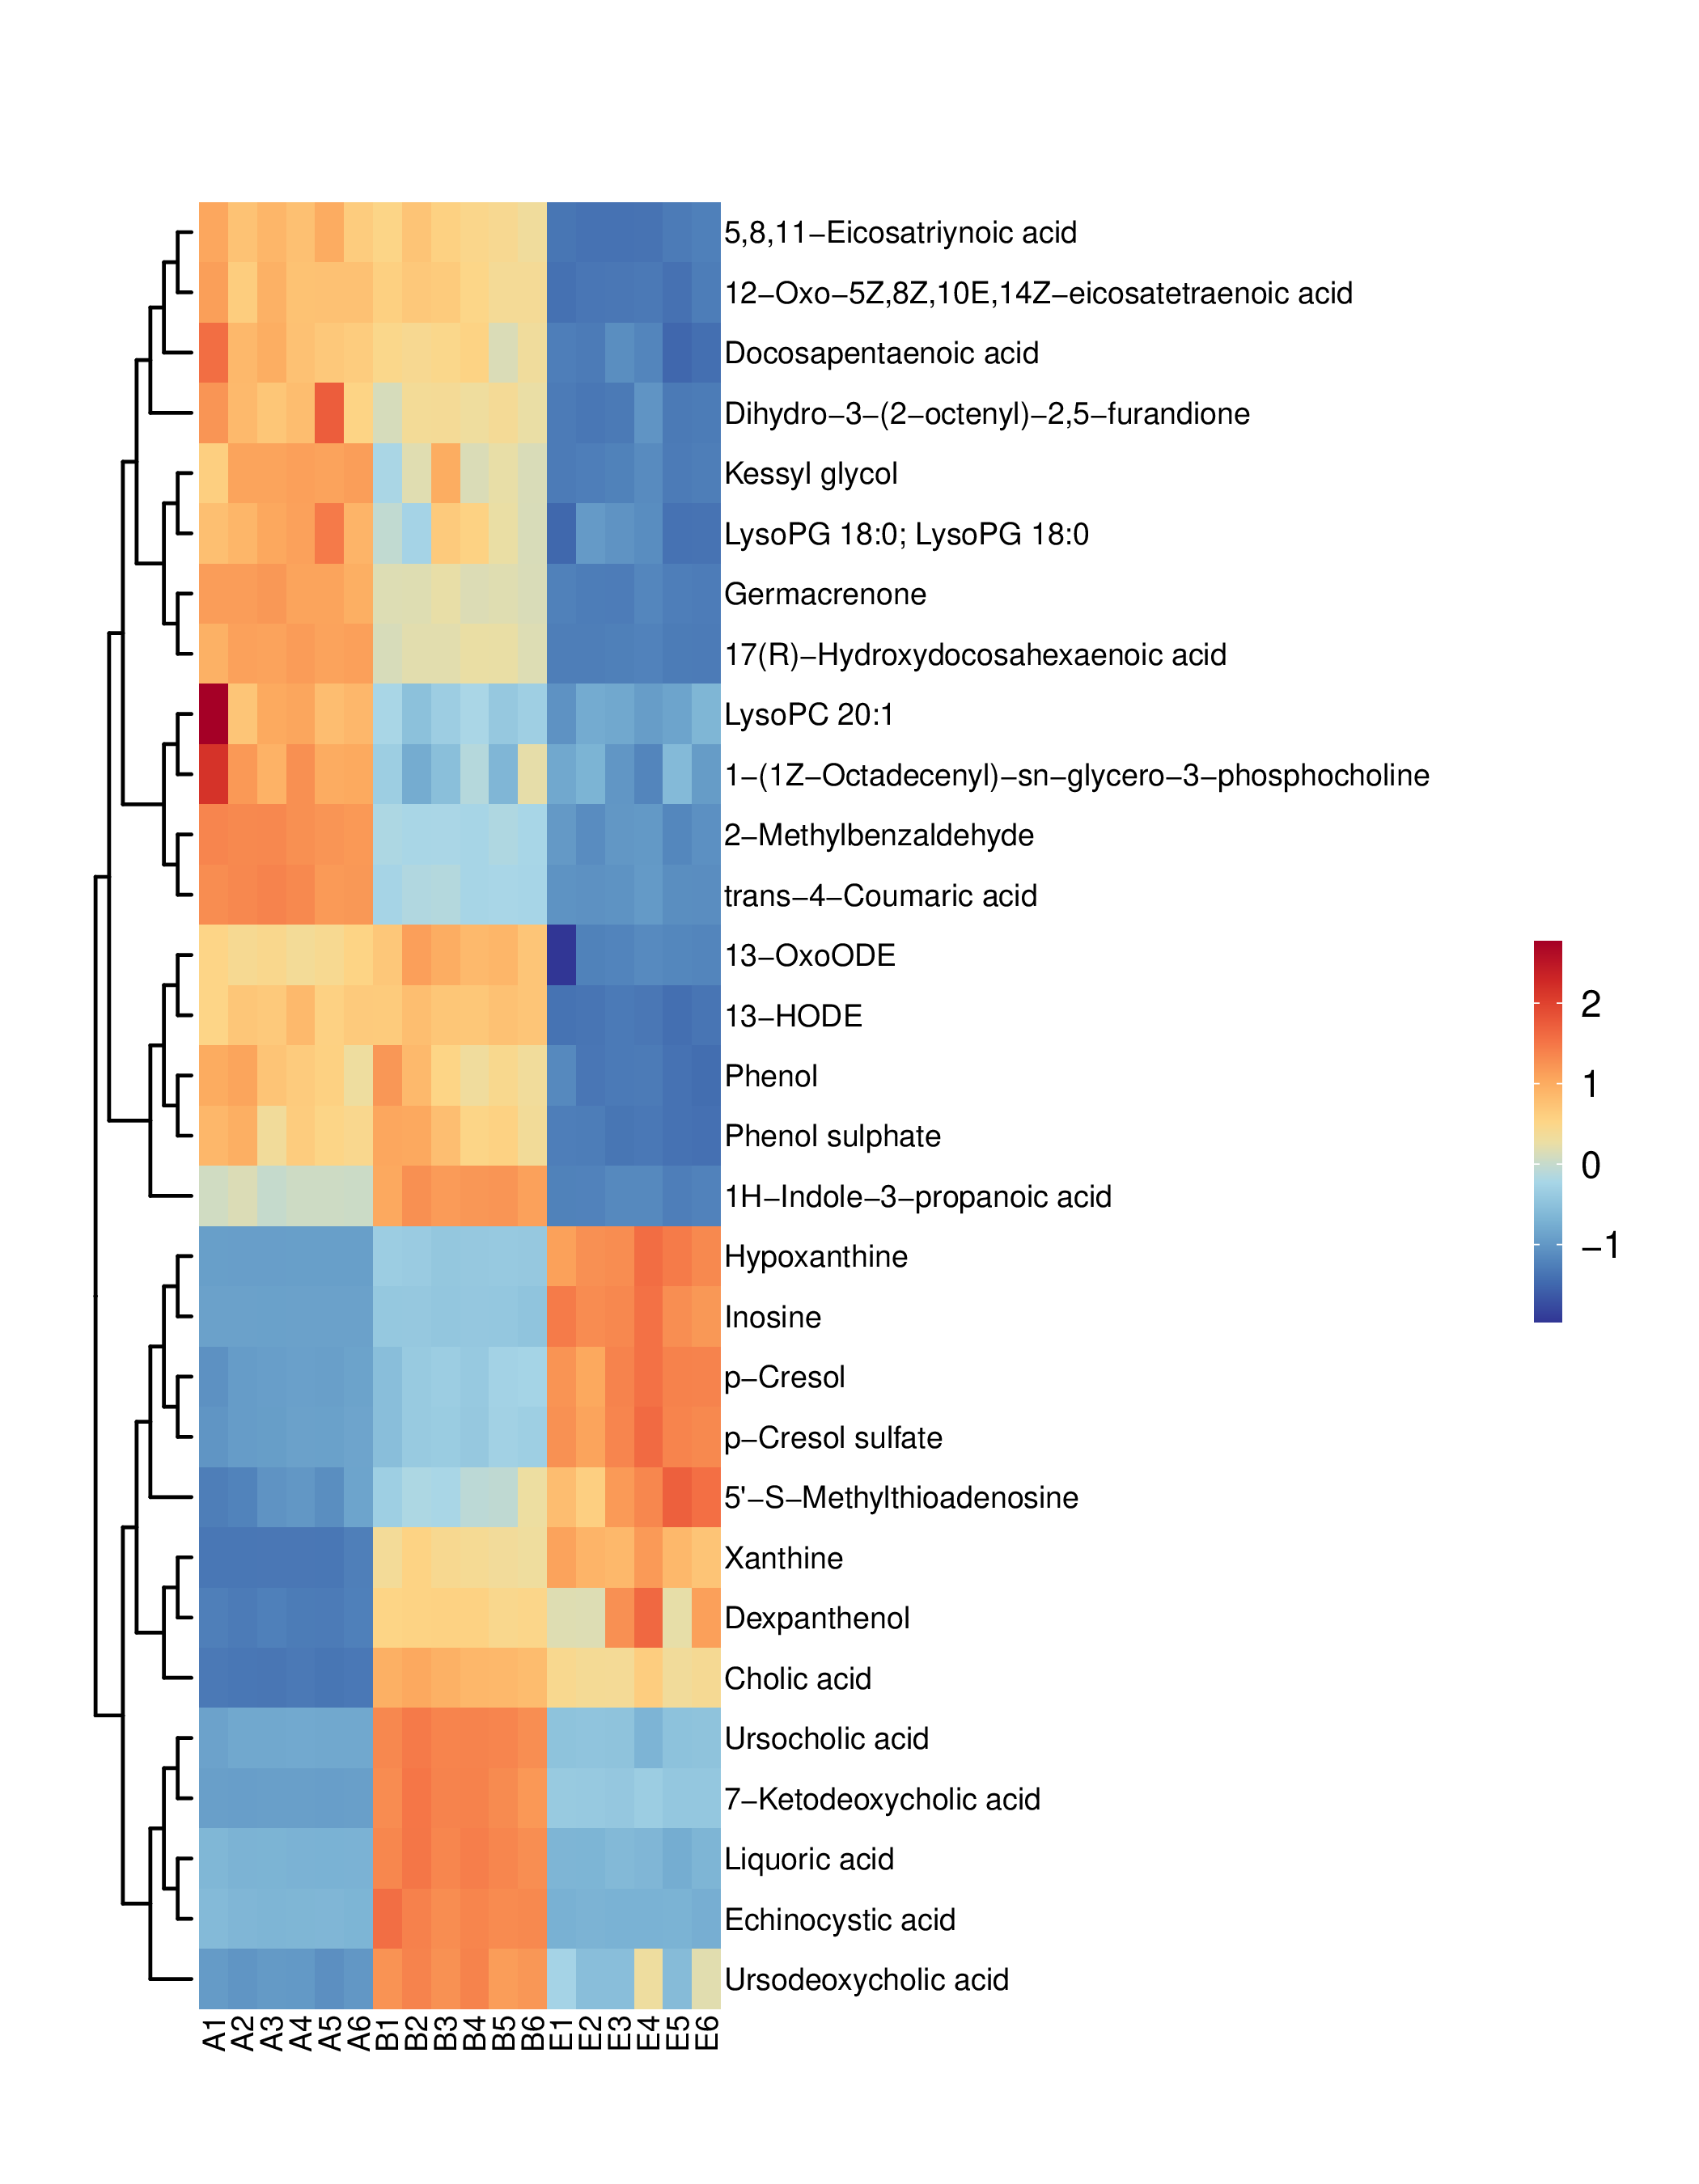 5,8,11−Eicosatriynoic acid
12−Oxo−5Z,8Z,10E,14Z−eicosatetraenoic acid
Docosapentaenoic acid
Dihydro−3−(2−octenyl)−2,5−furandione
Kessyl glycol
LysoPG 18:0; LysoPG 18:0
Germacrenone
17(R)−Hydroxydocosahexaenoic acid
LysoPC 20:1
1−(1Z−Octadecenyl)−sn−glycero−3−phosphocholine
2−Methylbenzaldehyde
trans−4−Coumaric acid
13−OxoODE
13−HODE
Phenol
Phenol sulphate
1H−Indole−3−propanoic acid
Hypoxanthine
Inosine
p−Cresol
p−Cresol sulfate
5'−S−Methylthioadenosine
Xanthine
Dexpanthenol
Cholic acid
Ursocholic acid
7−Ketodeoxycholic acid
Liquoric acid
Echinocystic acid
Ursodeoxycholic acid
A1 A2 A3 A4 A5 A6 B1 B2 B3 B4 B5 B6 E1 E2 E3 E4 E5 E6
2
1
0
−1